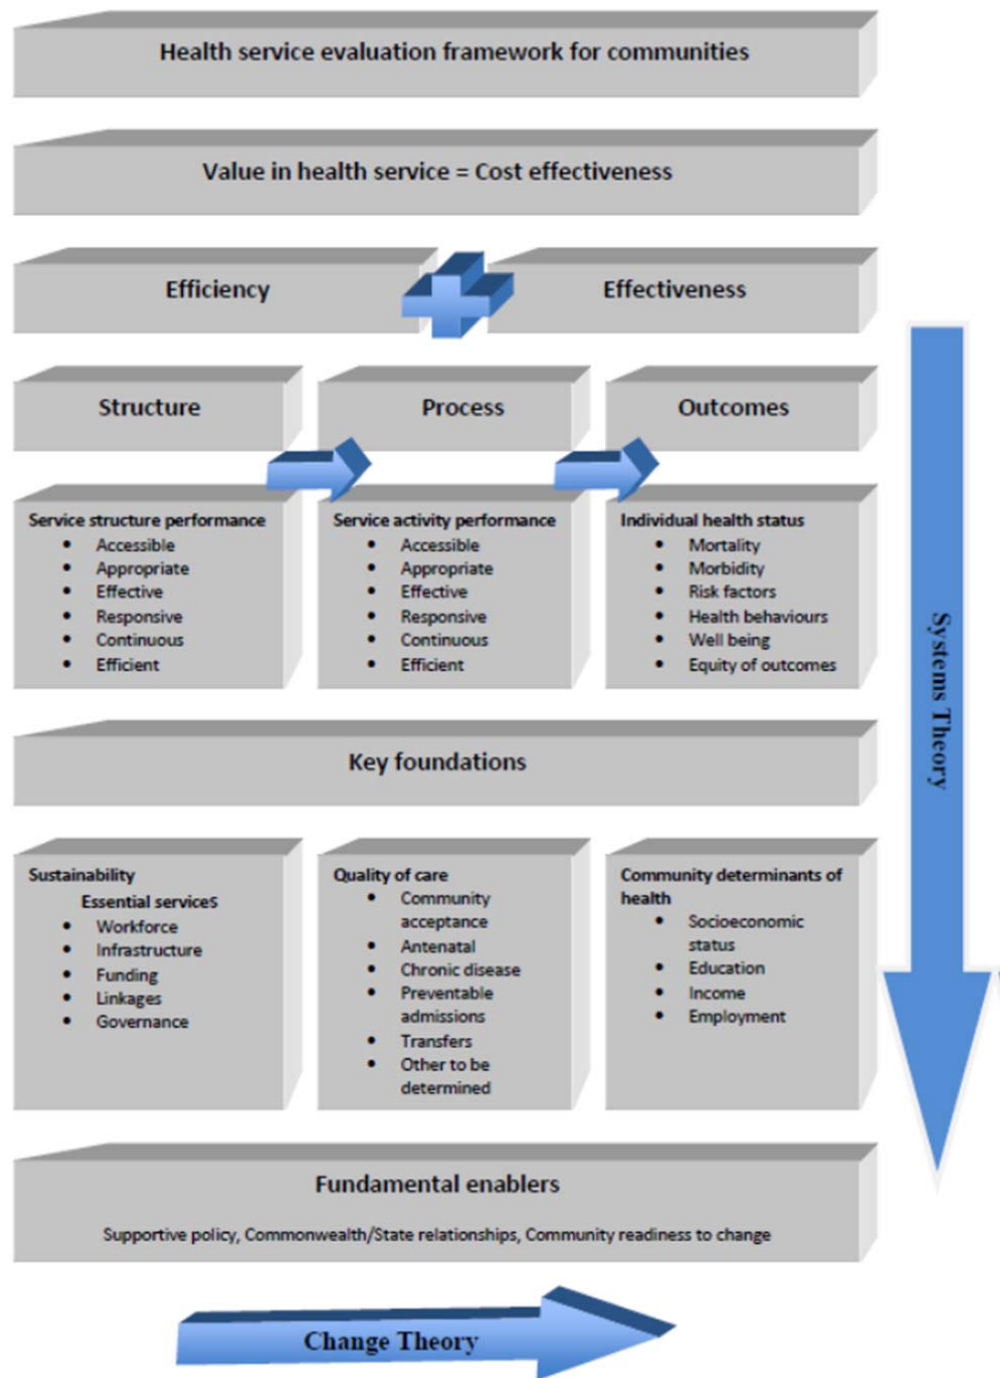 Health service evaluation framework for communities
Value in health service = Cost effectiveness
Efficiency
Effectiveness
Structure
Process
Outcomes
Service structure performance
• Accessible
• Appropriate
• Effective
• Responsive
• Continuous
• Efficient
Service activity performance
• Accessible
• Appropriate
• Effective
• Responsive
• Continuous
• Efficient
Individual health status
• Mortality
• Morbidity
• Risk factors
• Health behaviours
• Well being
• Equity of outcomes
Key foundations
Sustainability
Essential services
• Workforce
• Infrastructure
• Funding
• Linkages
• Governance
Quality of care
• Community
acceptance
• Antenatal
• Chronic disease
• Preventable
admissions
• Transfers
• Other to be
determined
Community determinants of
health
• Socioeconomic
status
• Education
• Income
• Employment
Fundamental enablers
Supportive policy, Commonwealth/State relationships, Community readiness to change
Systems Theory
Change Theory